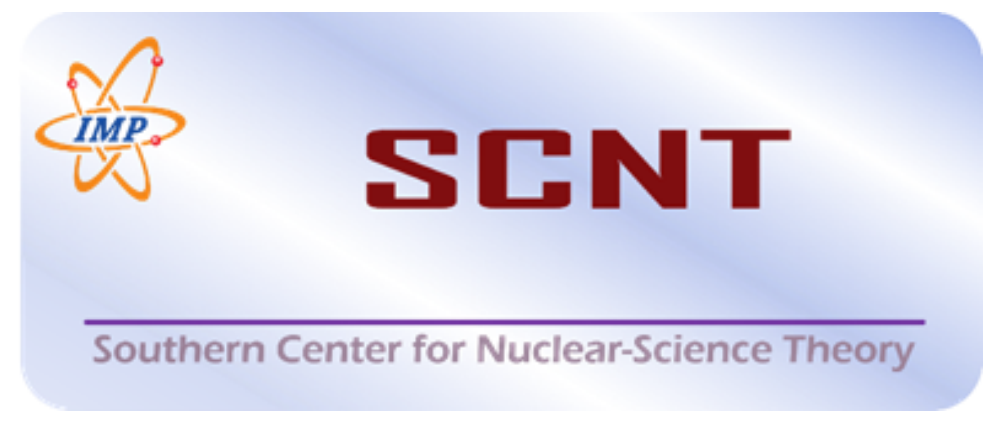 IMP
SCNT
Southern Center for Nuclear-Science Theory